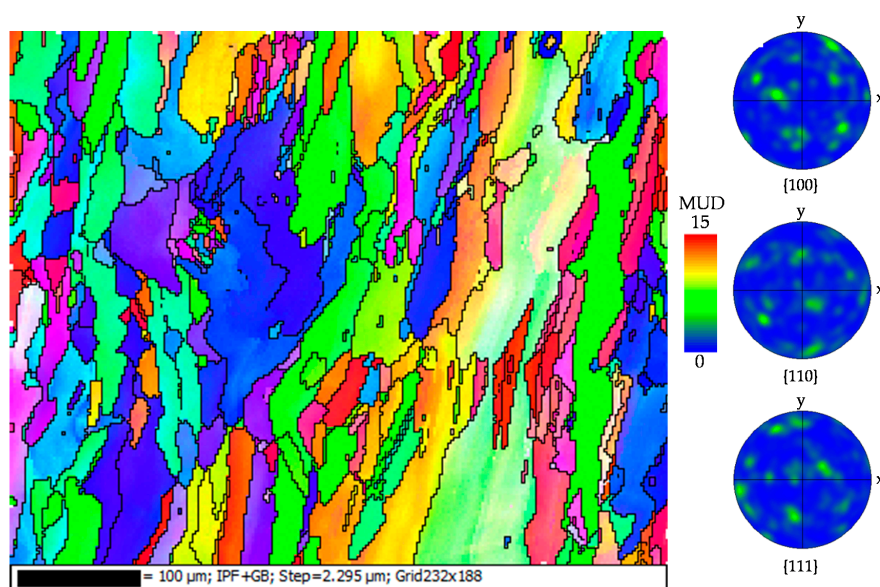 y
x
{100}
MUD
15
0
y
x
{110}
y
x
{111}
= 100 µm; IPF+GB; Step=2.295 µm; Grid232x188